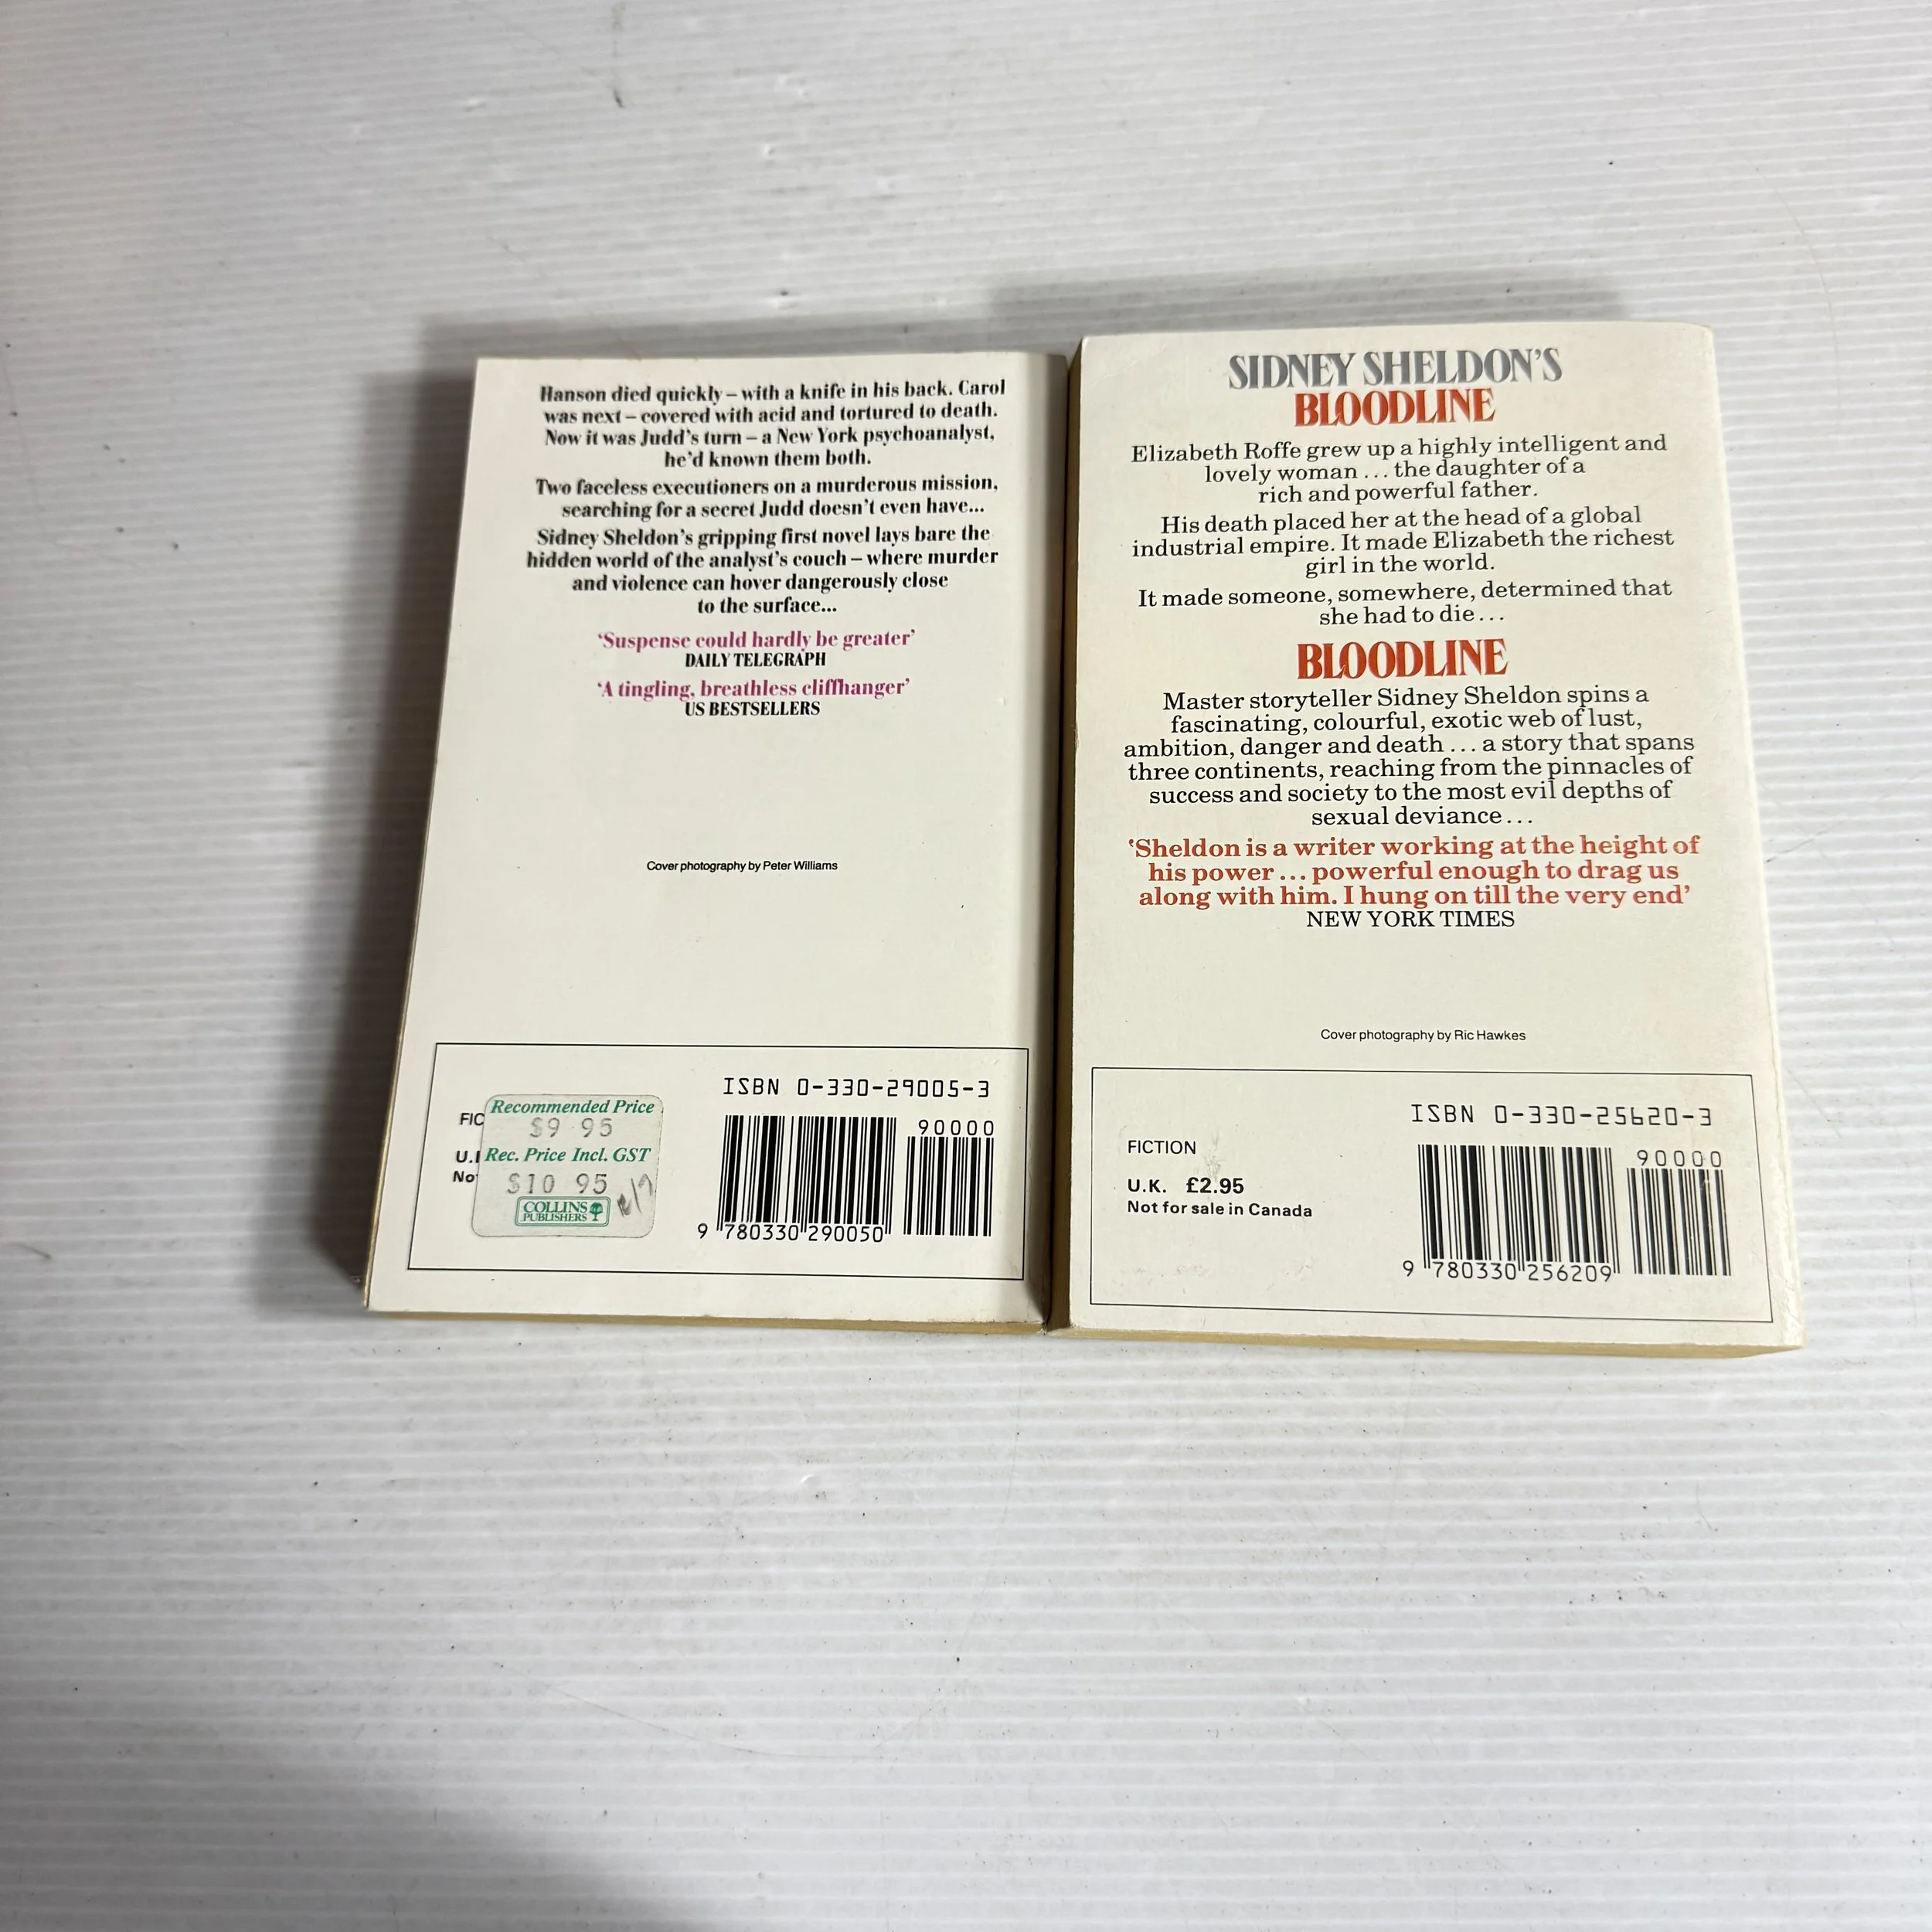 Hanson died quickly – with a knife in his back. Carol
was next – covered with acid and tortured to death.
Now it was Judd's turn – a New York psychoanalyst,
he'd known them both.
Two faceless executioners on a murderous mission,
searching for a secret Judd doesn't even have...
Sidney Sheldon's gripping first novel lays bare the
hidden world of the analyst's couch – where murder
and violence can hover dangerously close
to the surface...
‘Suspense could hardly be greater’
DAILY TELEGRAPH
‘A tingling, breathless cliffhanger’
US BESTSELLERS
Cover photography by Peter Williams
ISBN 0-330-29005-3
90000
FIC
U.
No
Recommended Price
$9 95
Rec. Price Incl. GST
$10 95
COLLINS
PUBLISHERS
9 780330 290050
SIDNEY SHELDON'S
BLOODLINE
Elizabeth Roffe grew up a highly intelligent and
lovely woman ... the daughter of a
rich and powerful father.
His death placed her at the head of a global
industrial empire. It made Elizabeth the richest
girl in the world.
It made someone, somewhere, determined that
she had to die ...
BLOODLINE
Master storyteller Sidney Sheldon spins a
fascinating, colourful, exotic web of lust,
ambition, danger and death ... a story that spans
three continents, reaching from the pinnacles of
success and society to the most evil depths of
sexual deviance ...
‘Sheldon is a writer working at the height of
his power ... powerful enough to drag us
along with him. I hung on till the very end’
NEW YORK TIMES
Cover photography by Ric Hawkes
ISBN 0-330-25620-3
90000
FICTION
U.K. £2.95
Not for sale in Canada
9 780330 256209